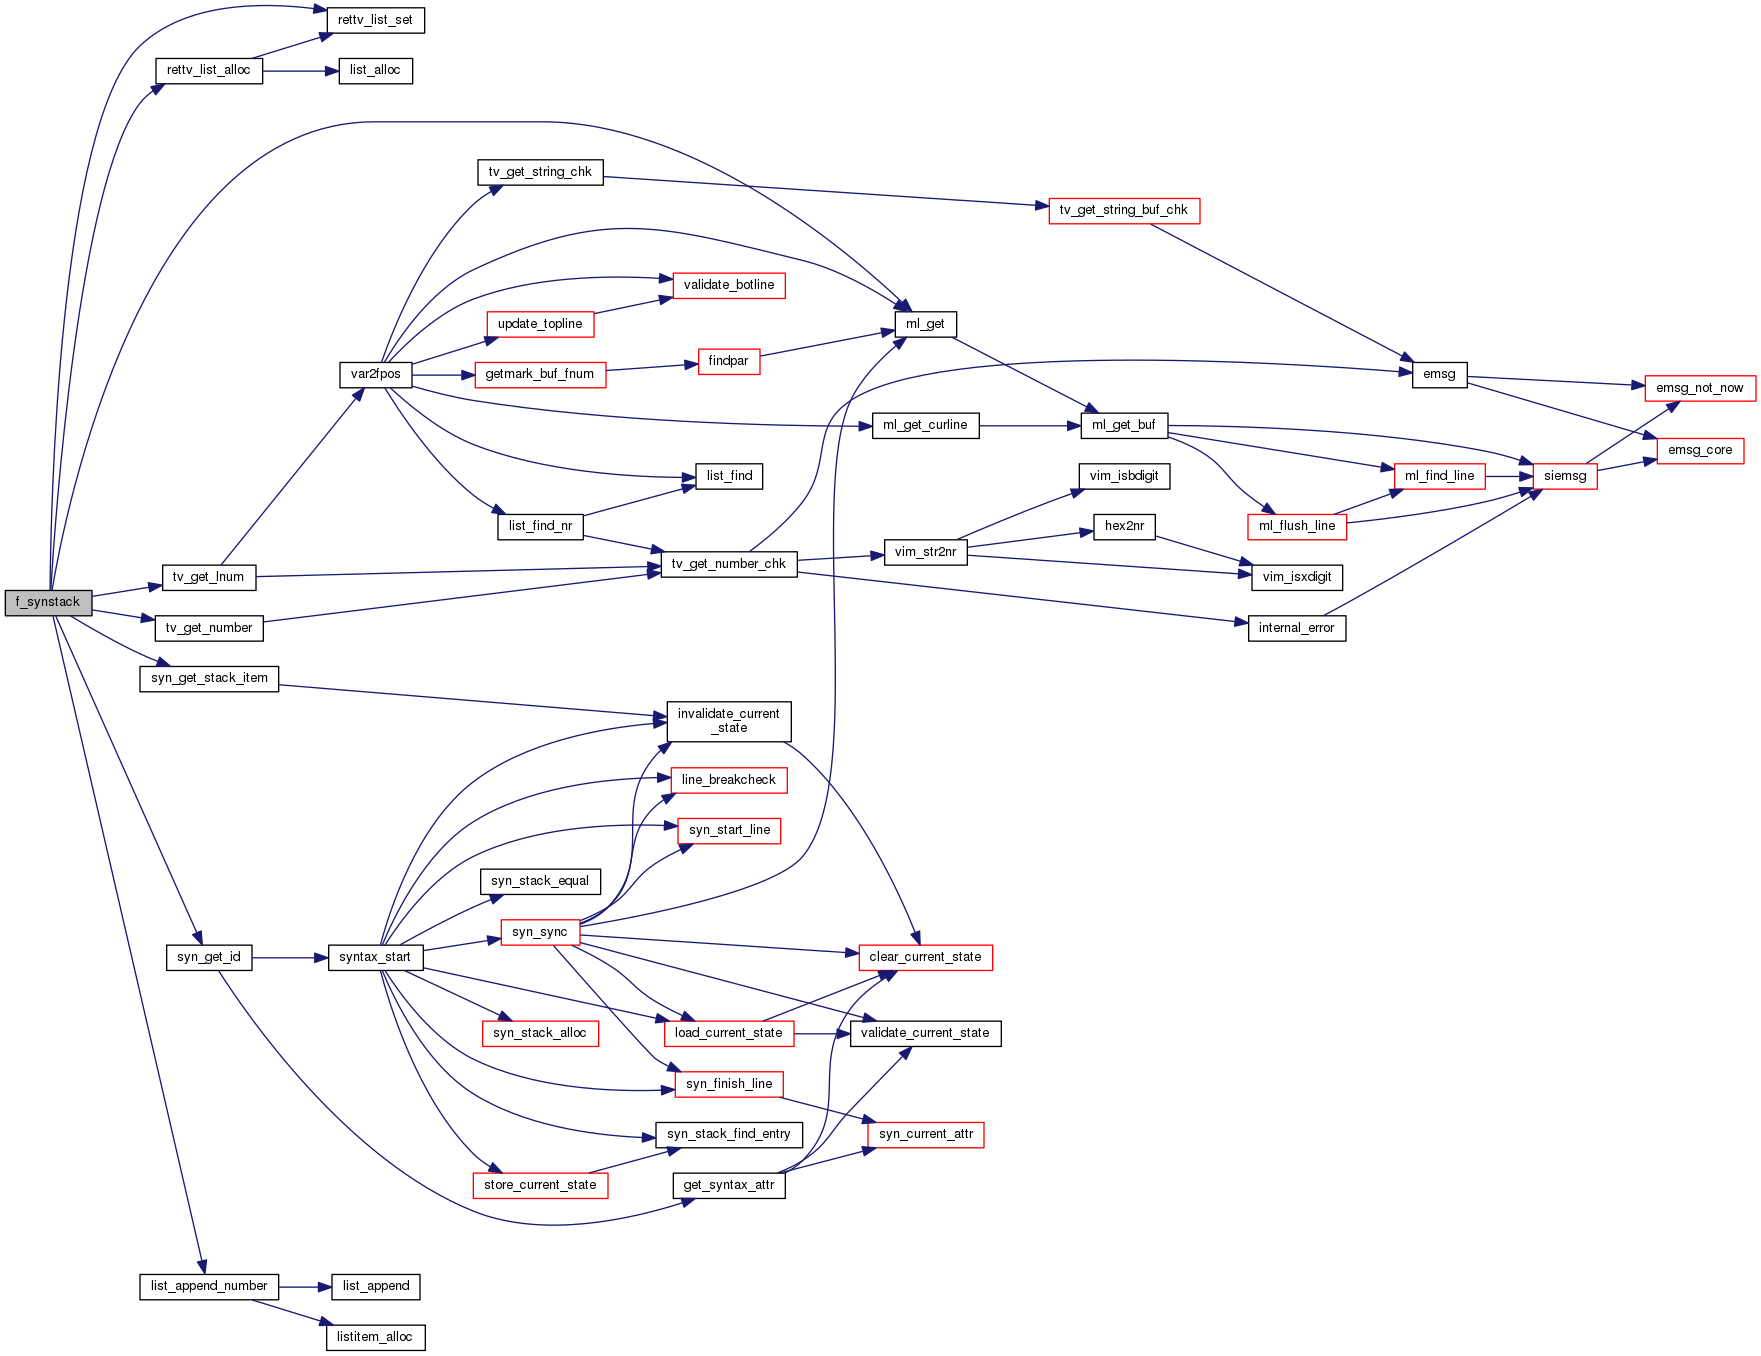 rettv_list_set
rettv_list_alloc
list_alloc
tv_get_string_chk
tv_get_string_buf_chk
validate_botline
update_topline
ml_get
findpar
var2fpos
getmark_buf_fnum
emsg
emsg_not_now
ml_get_curline
ml_get_buf
emsg_core
list_find
vim_isbdigit
ml_find_line
siemsg
list_find_nr
hex2nr
ml_flush_line
vim_str2nr
tv_get_number_chk
tv_get_lnum
vim_isxdigit
f_synstack
tv_get_number
internal_error
syn_get_stack_item
invalidate_current
_state
line_breakcheck
syn_start_line
syn_stack_equal
syn_sync
syn_get_id
syntax_start
clear_current_state
syn_stack_alloc
load_current_state
validate_current_state
syn_finish_line
syn_stack_find_entry
syn_current_attr
store_current_state
get_syntax_attr
list_append_number
list_append
listitem_alloc